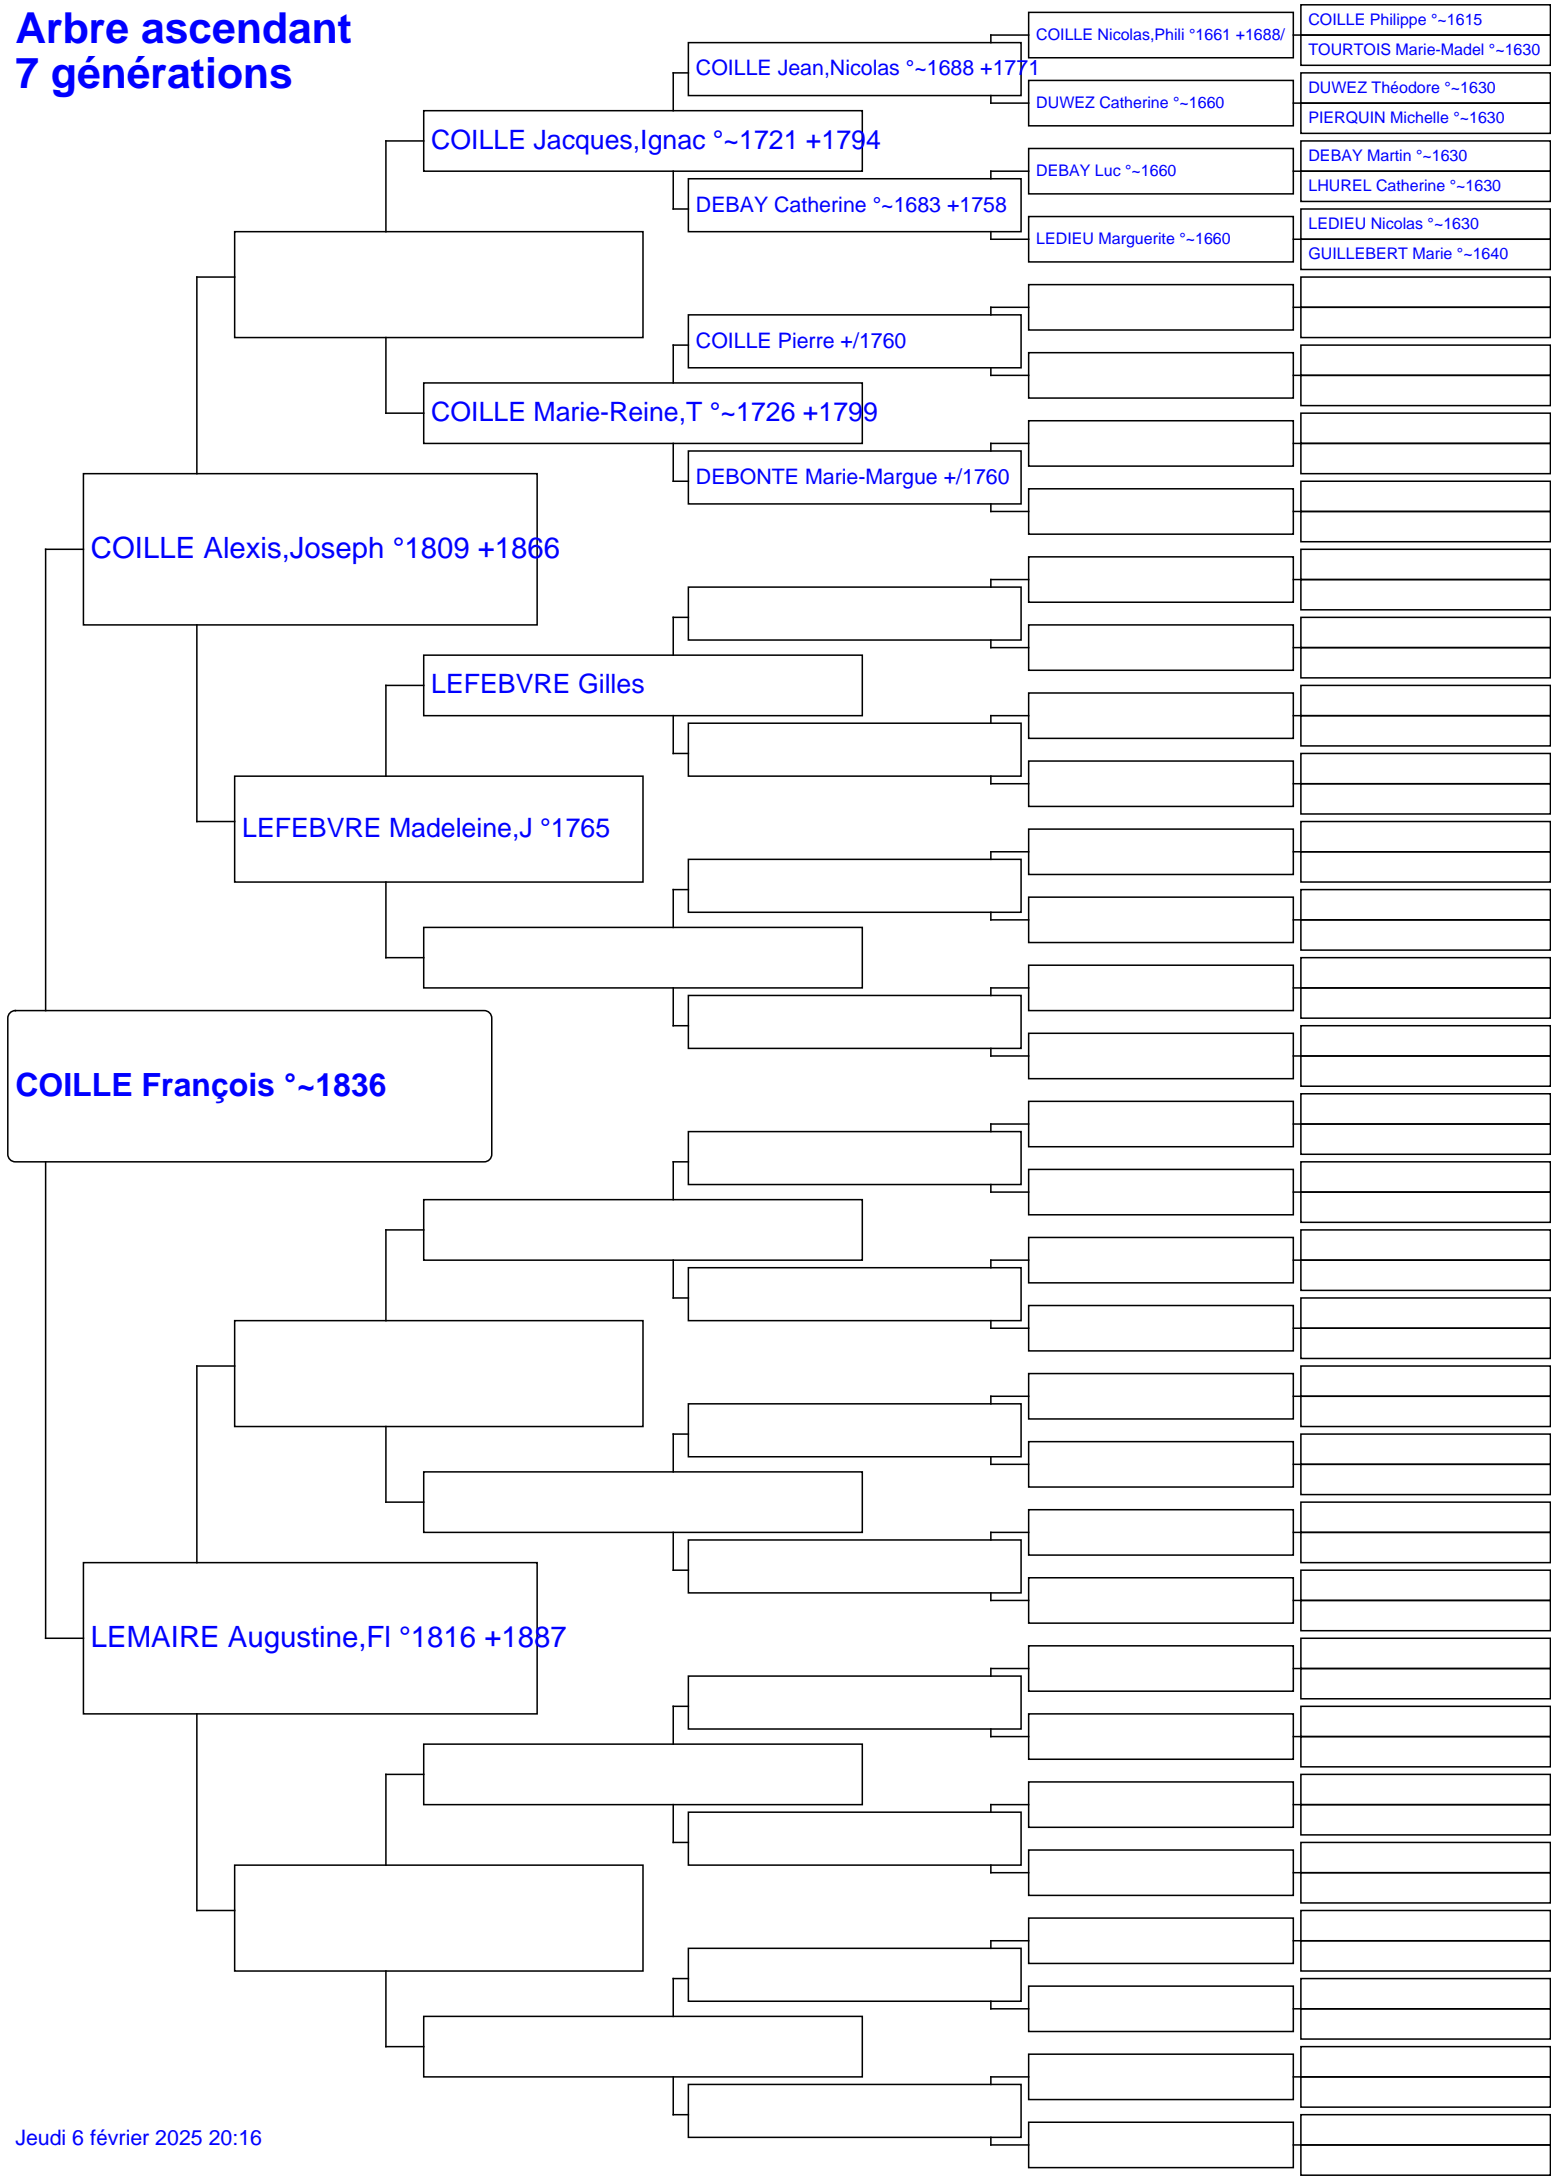 Arbre ascendant
7 générations
COILLE Nicolas,Phili °1661 +1688/
COILLE Philippe °~1615
TOURTOIS Marie-Madel °~1630
COILLE Jean,Nicolas °~1688 +1771
DUWEZ Catherine °~1660
DUWEZ Théodore °~1630
PIERQUIN Michelle °~1630
COILLE Jacques,Ignac °~1721 +1794
DEBAY Luc °~1660
DEBAY Martin °~1630
LHUREL Catherine °~1630
DEBAY Catherine °~1683 +1758
LEDIEU Marguerite °~1660
LEDIEU Nicolas °~1630
GUILLEBERT Marie °~1640
COILLE Pierre +/1760
COILLE Marie-Reine,T °~1726 +1799
DEBONTE Marie-Margue +/1760
COILLE Alexis,Joseph °1809 +1866
LEFEBVRE Gilles
LEFEBVRE Madeleine,J °1765
COILLE François °~1836
LEMAIRE Augustine,Fl °1816 +1887
Jeudi 6 février 2025 20:16